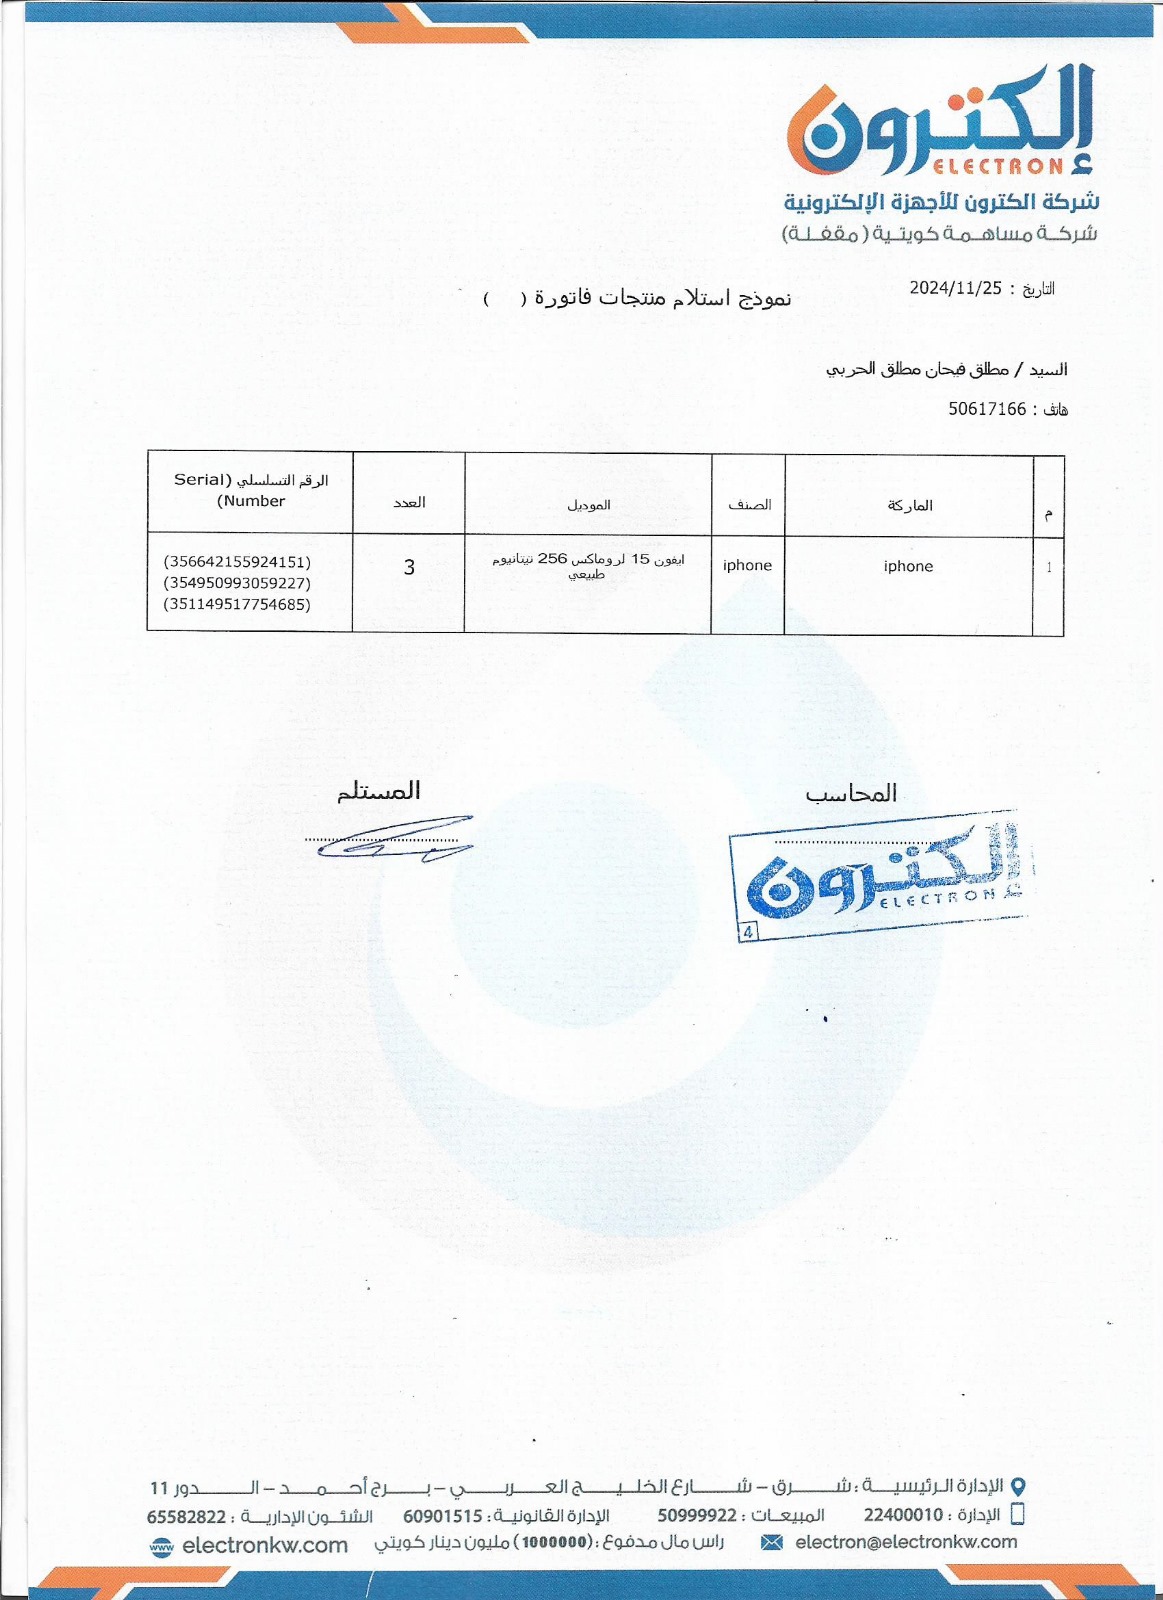 إلكترون
ELECTRON
شركة الكترون للأجهزة الإلكترونية
شركة مساهمة كويتية (مقفلة)
التاريخ : 2024/11/25
نموذج استلام منتجات فاتورة ( )
السيد / مطلق فيحان مطلق الحربي
هاتف : 50617166
م الماركة الصنف الموديل العدد الرقم التسلسلي (Serial Number)
1 iphone iphone ايفون 15 لروماكس 256 تيتانيوم طبيعي 3 (356642155924151)
(354950993059227)
(351149517754685)
المحاسب المستلم
إلكترون
ELECTRON
4
الإدارة الرئيسية : شرق – شارع الخليج العربي – برج أحمد – الدور 11
الإدارة : 22400010 المبيعات : 50999922 الإدارة القانونية : 60901515 الشئون الإدارية : 65582822
electron@electronkw.com راس مال مدفوع : (1000000) مليون دينار كويتي electronkw.com
www